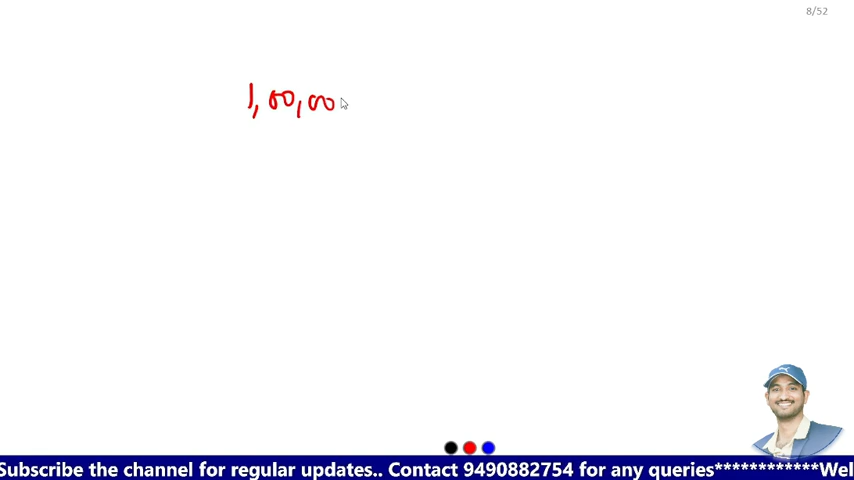 8/52
1,00,00
Subscribe the channel for regular updates.. Contact 9490882754 for any queries************Wel